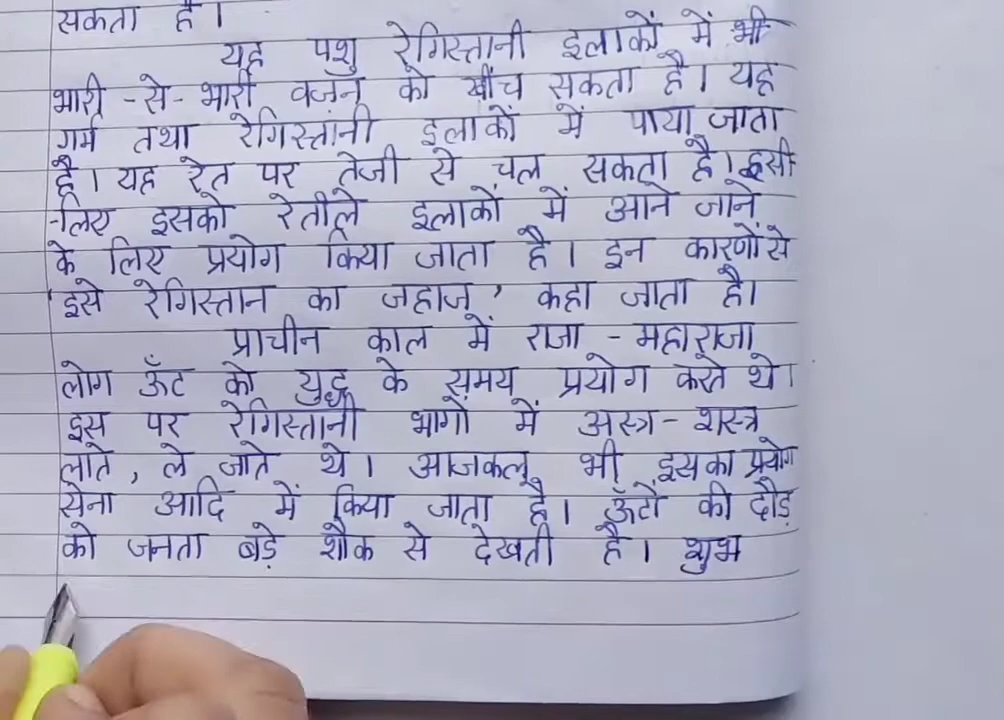 सकता है।
यह पशु रेगिस्तानी इलाकों में भी
भारी -से- भारी वजन को खींच सकता है। यह
गर्म तथा रेगिस्तानी इलाकों में पाया जाता
है। यह रेत पर तेजी से चल सकता है। इसी
-लिए इसको रेतीले इलाकों में आने जाने
के लिए प्रयोग किया जाता है। इन कारणों से
'इसे रेगिस्तान का जहाज' कहा जाता है।
प्राचीन काल में राजा - महाराजा
लोग ऊँट को युद्ध के समय प्रयोग करते थे।
इस पर रेगिस्तानी भागों में अस्त्र - शस्त्र
लाते, ले जाते थे। आजकल भी इसका प्रयोग
सेना आदि में किया जाता है। ऊँटों की दौड़
को जनता बड़े शौक से देखती है। शुभ